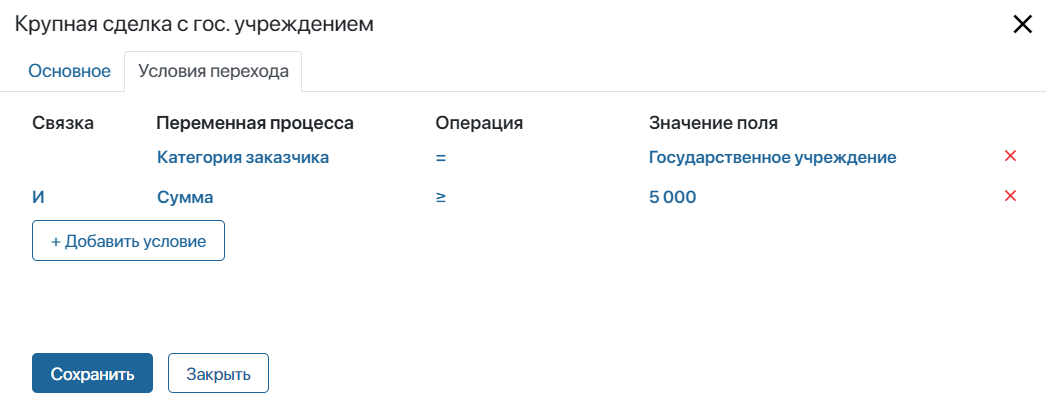 Крупная сделка с гос. учреждением
Основное Условия перехода
Связка Переменная процесса Операция Значение поля
Категория заказчика = Государственное учреждение
И Сумма ≥ 5 000
+ Добавить условие
Сохранить Закрыть